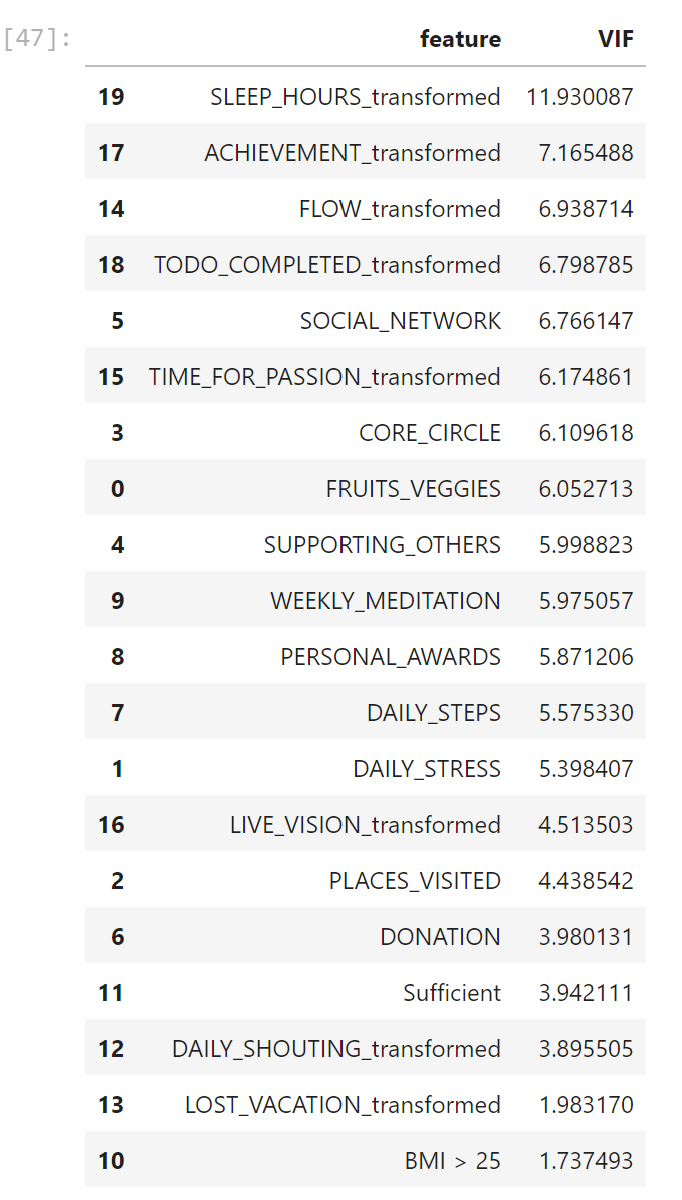 [47]: feature VIF
19 SLEEP_HOURS_transformed 11.930087
17 ACHIEVEMENT_transformed 7.165488
14 FLOW_transformed 6.938714
18 TODO_COMPLETED_transformed 6.798785
5 SOCIAL_NETWORK 6.766147
15 TIME_FOR_PASSION_transformed 6.174861
3 CORE_CIRCLE 6.109618
0 FRUITS_VEGGIES 6.052713
4 SUPPORTING_OTHERS 5.998823
9 WEEKLY_MEDITATION 5.975057
8 PERSONAL_AWARDS 5.871206
7 DAILY_STEPS 5.575330
1 DAILY_STRESS 5.398407
16 LIVE_VISION_transformed 4.513503
2 PLACES_VISITED 4.438542
6 DONATION 3.980131
11 Sufficient 3.942111
12 DAILY_SHOUTING_transformed 3.895505
13 LOST_VACATION_transformed 1.983170
10 BMI > 25 1.737493